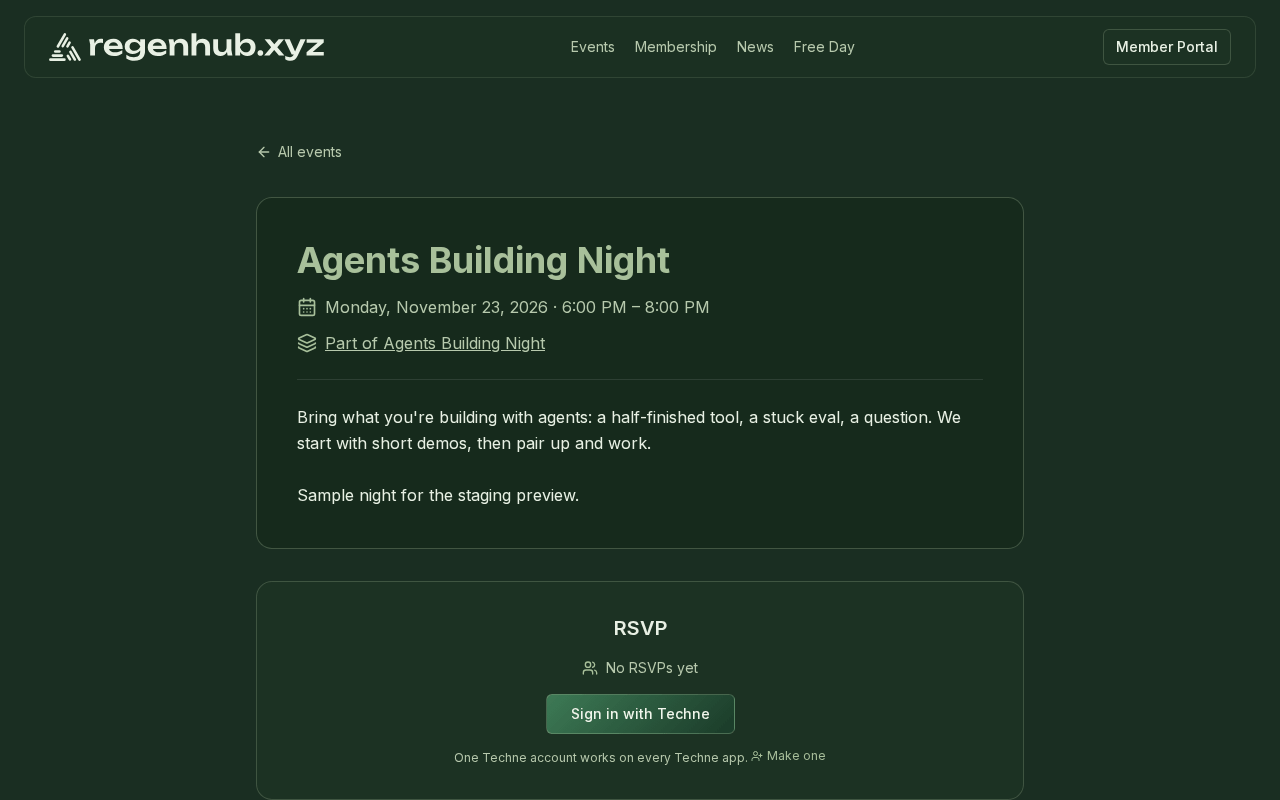 regenhub.xyz
Events
Membership
News
Free Day
Member Portal
All events
Agents Building Night
Monday, November 23, 2026 · 6:00 PM – 8:00 PM
Part of Agents Building Night
Bring what you're building with agents: a half-finished tool, a stuck eval, a question. We
start with short demos, then pair up and work.
Sample night for the staging preview.
RSVP
No RSVPs yet
Sign in with Techne
One Techne account works on every Techne app. Make one